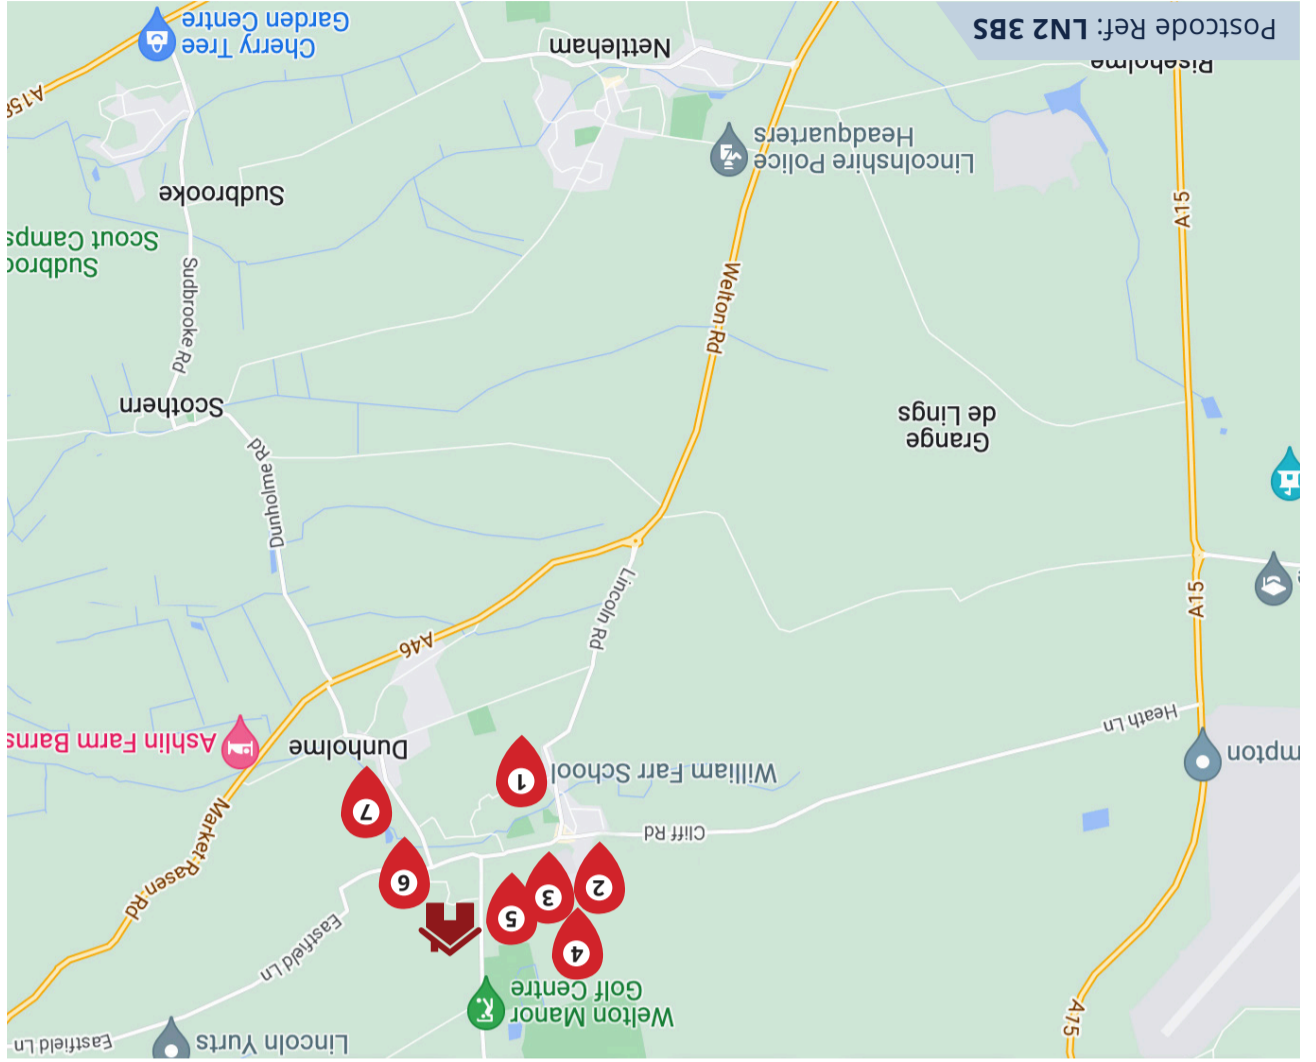 Lincoln Yurts
Eastfield Ln
A15
Welton Manor
Golf Centre
Eastfield Ln
4
5
3
2
6
Market Rasen Rd
Cliff Rd
7
1
William Farr School
mpton
Heath Ln
Dunholme
Ashlin Farm Barns
A46
Lincoln Rd
A15
Dunholme Rd
Grange
de Lings
Scothern
Sudbrooke Rd
Welton Rd
Sudbroo
Scout Camps
A15
Sudbrooke
Lincolnshire Police
Headquarters
A158
Riseholme
Nettleham
Cherry Tree
Garden Centre
Postcode Ref: LN2 3BS